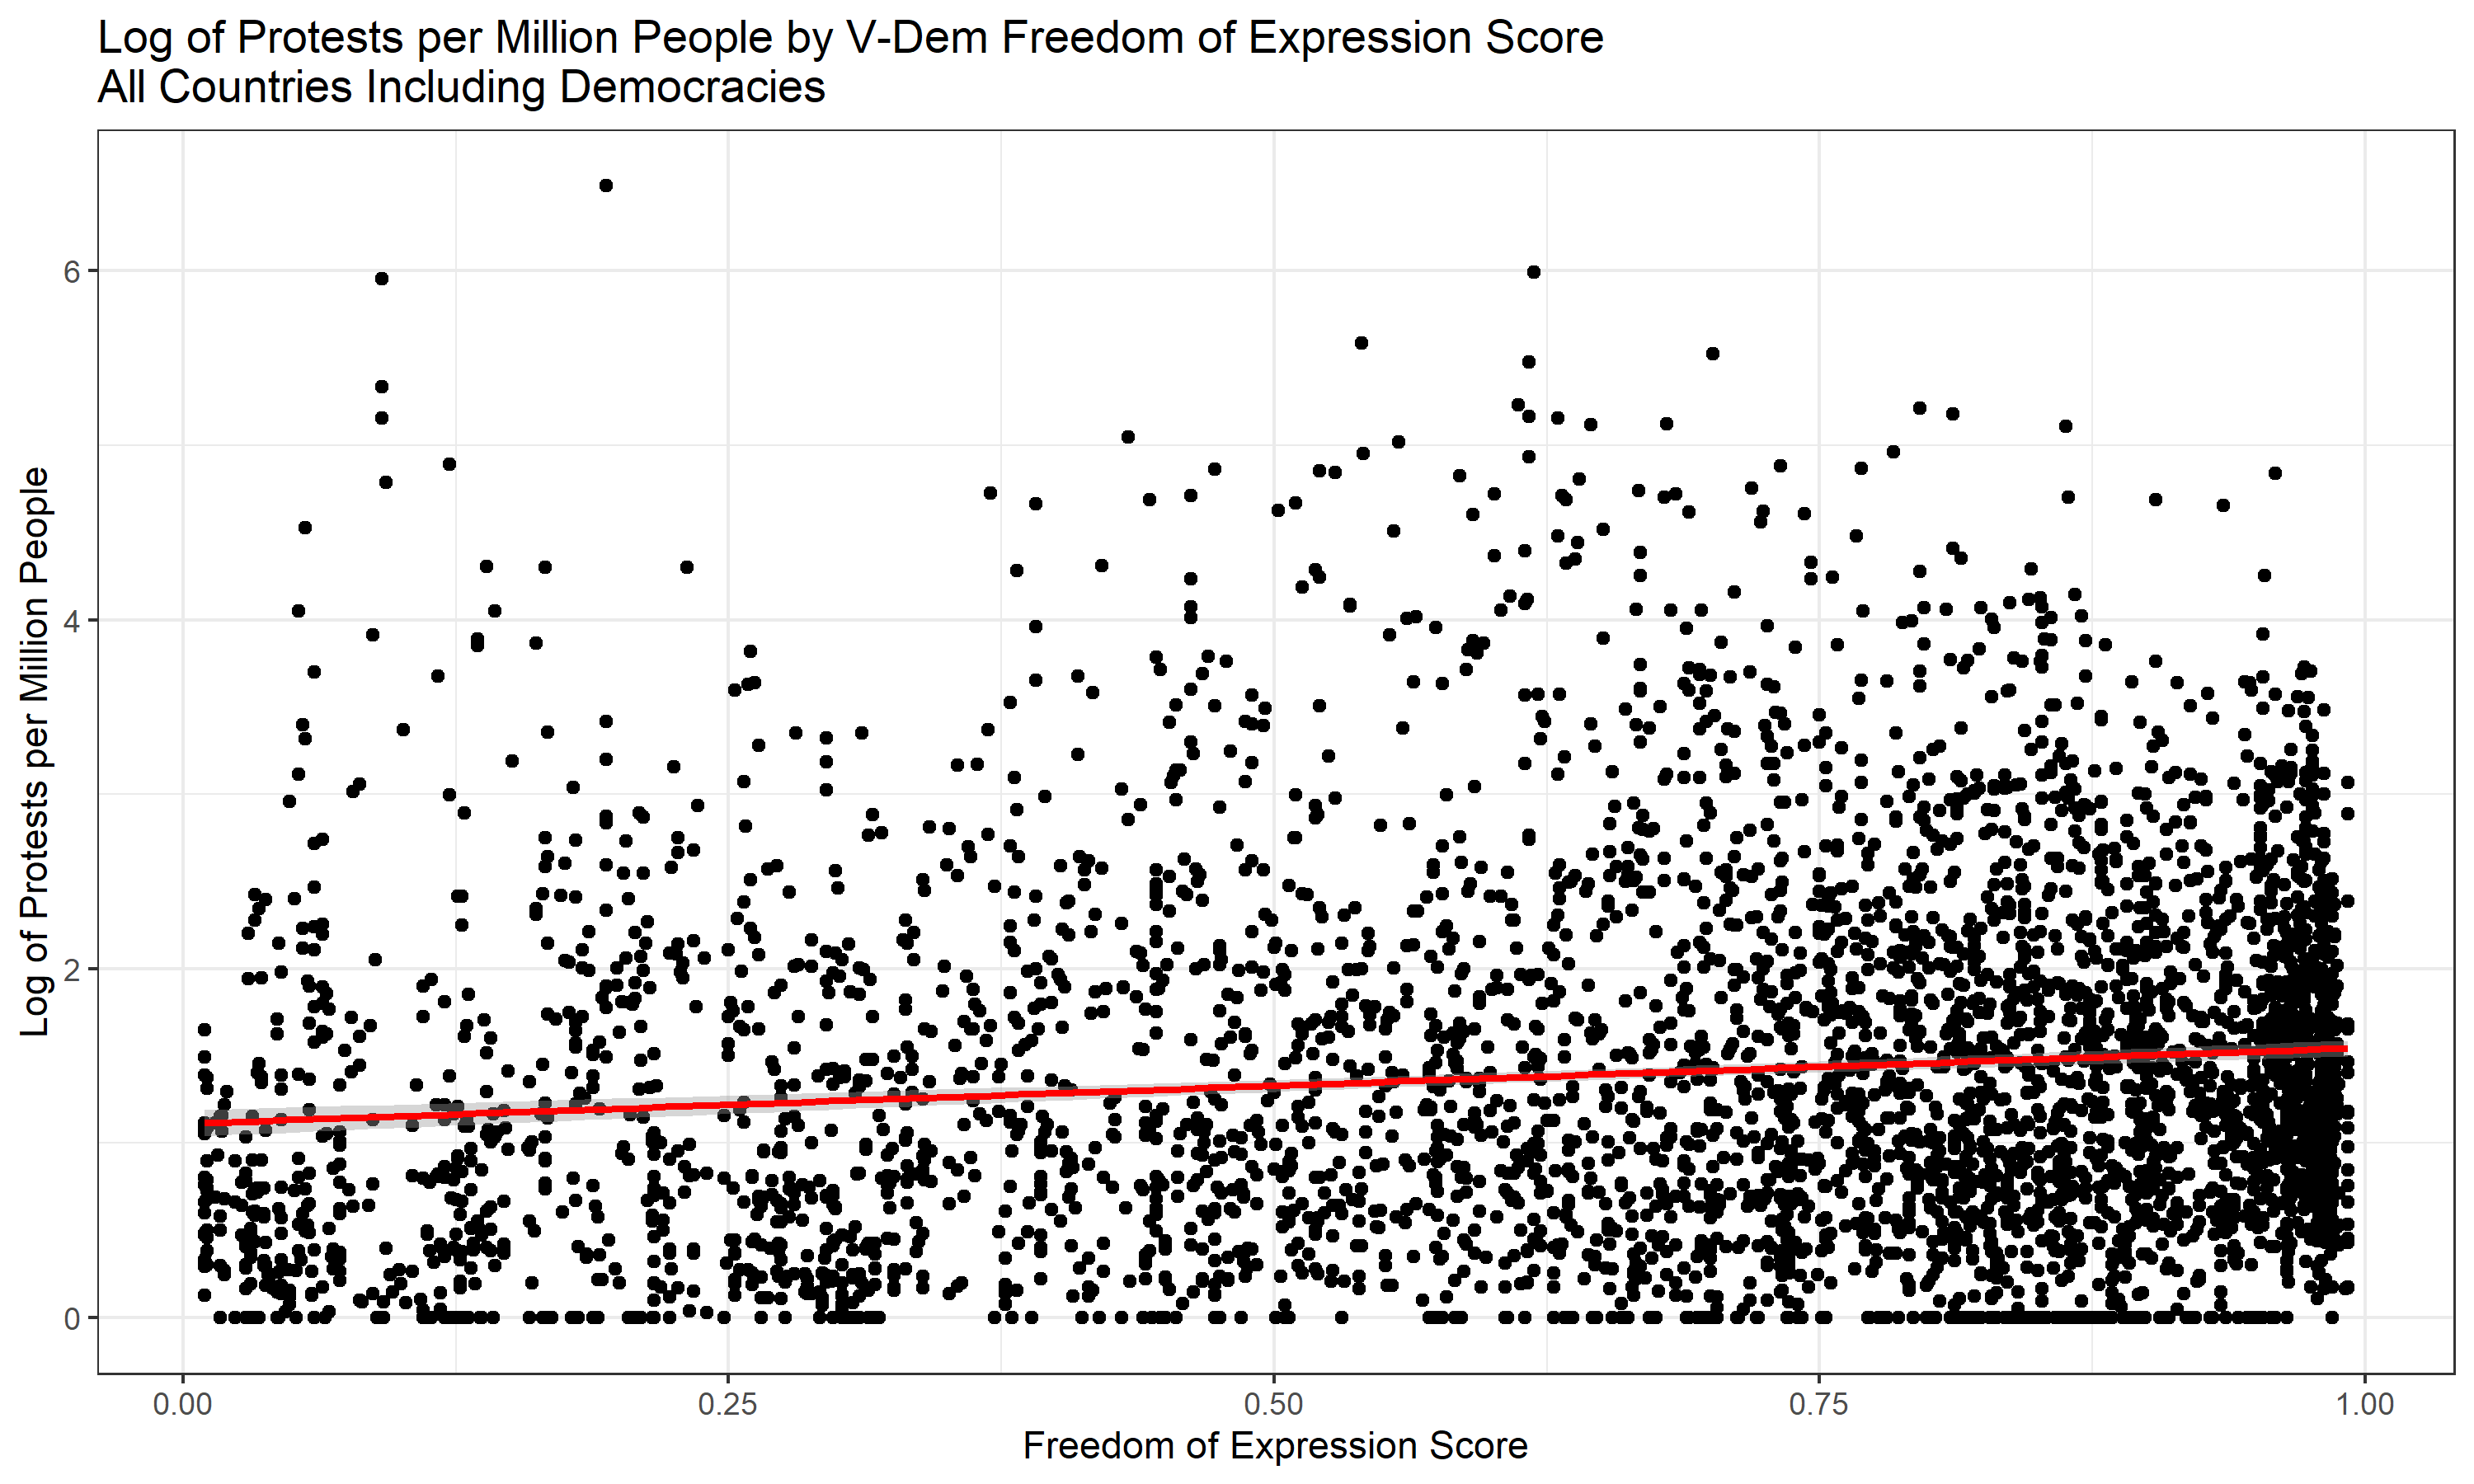 Log of Protests per Million People by V-Dem Freedom of Expression Score
All Countries Including Democracies
Log of Protests per Million People
6
4
2
0
0.00 0.25 0.50 0.75 1.00
Freedom of Expression Score